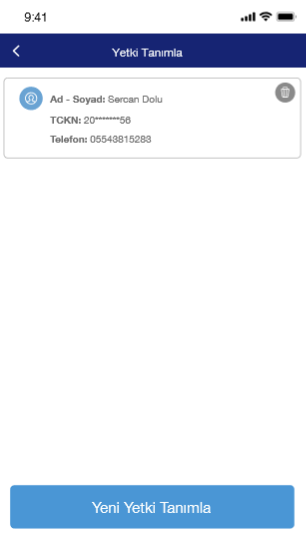 9:41
Yetki Tanımla
Ad - Soyad: Sercan Dolu
TCKN: 20*******56
Telefon: 05543815283
Yeni Yetki Tanımla